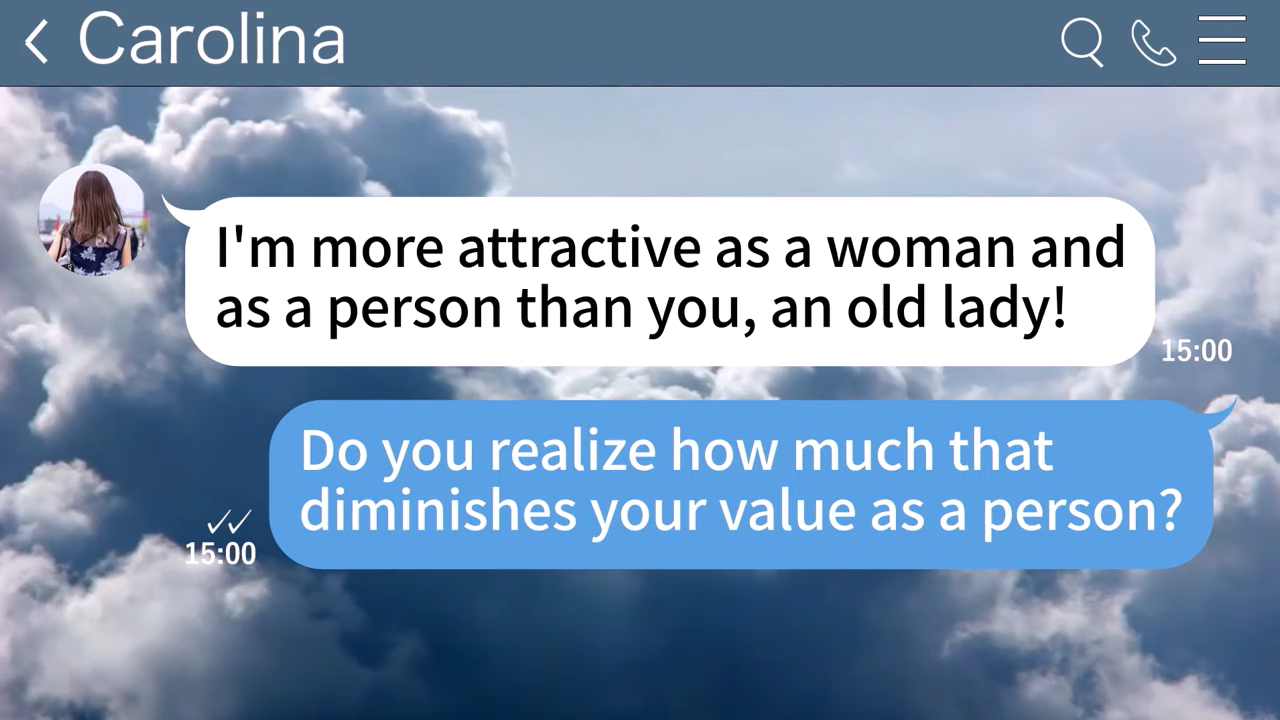 Carolina
I'm more attractive as a woman and
as a person than you, an old lady!
15:00
Do you realize how much that
diminishes your value as a person?
15:00